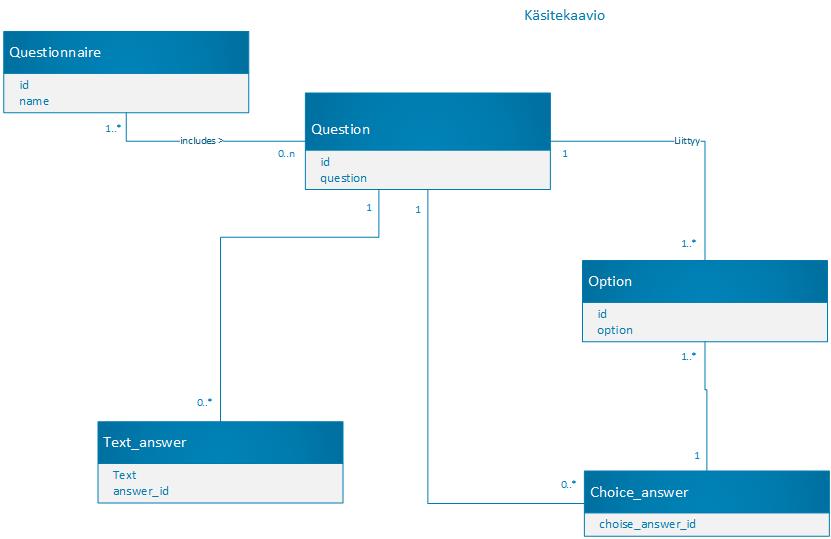 Käsitekaavio
Questionnaire
id
name
1..*
includes >
0..n
Question
id
question
1
Liittyy
1..*
1
1
Option
id
option
1..*
0..*
Text_answer
Text
answer_id
1
0..*
Choice_answer
choise_answer_id